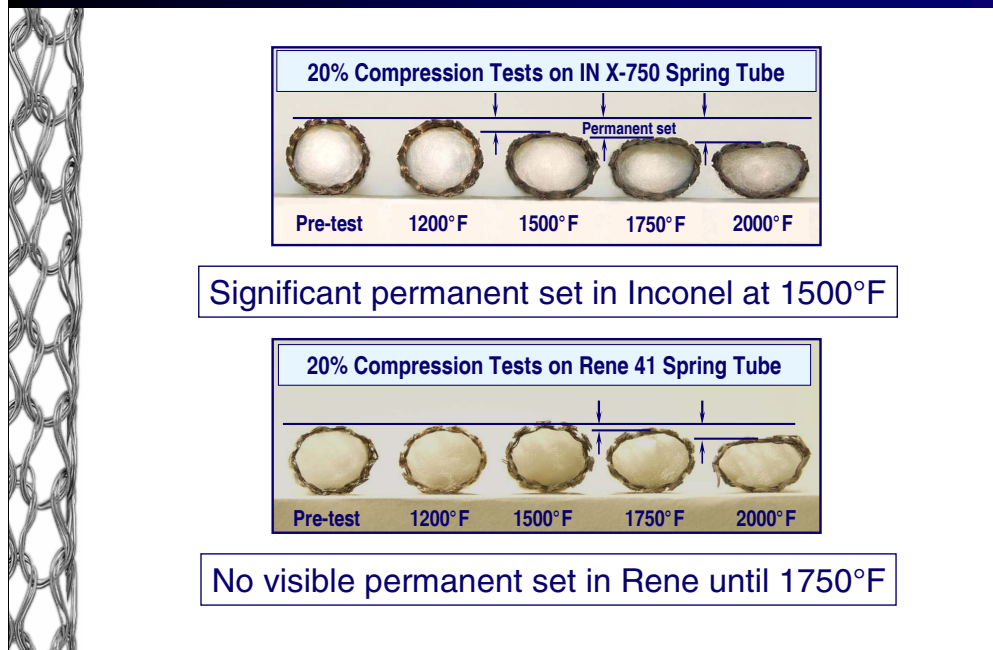 20% Compression Tests on IN X-750 Spring Tube
Permanent set
Pre-test 1200°F 1500°F 1750°F 2000°F
Significant permanent set in Inconel at 1500°F
20% Compression Tests on Rene 41 Spring Tube
Pre-test 1200°F 1500°F 1750°F 2000°F
No visible permanent set in Rene until 1750°F